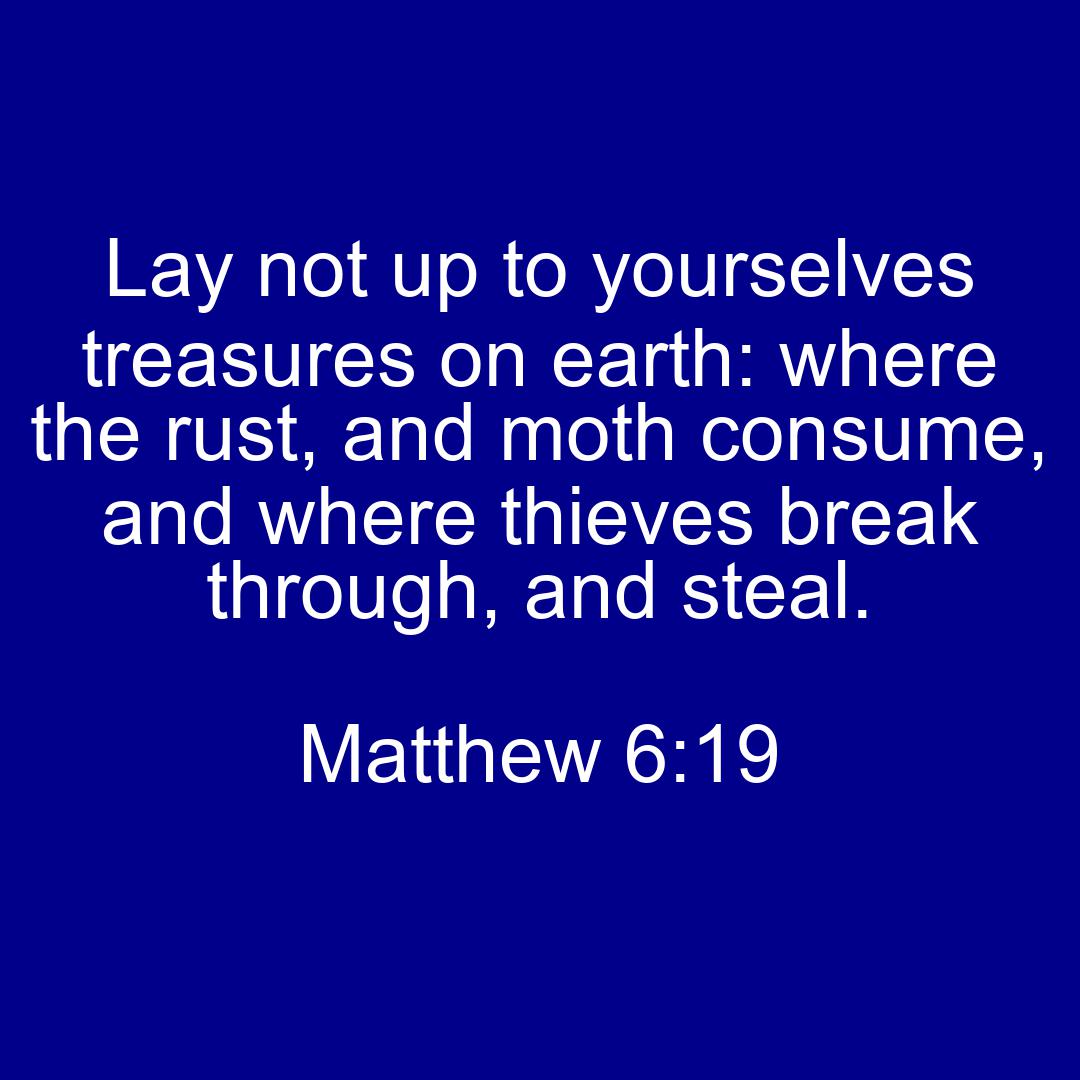 Lay not up to yourselves
treasures on earth: where
the rust, and moth consume,
and where thieves break
through, and steal.
Matthew 6:19